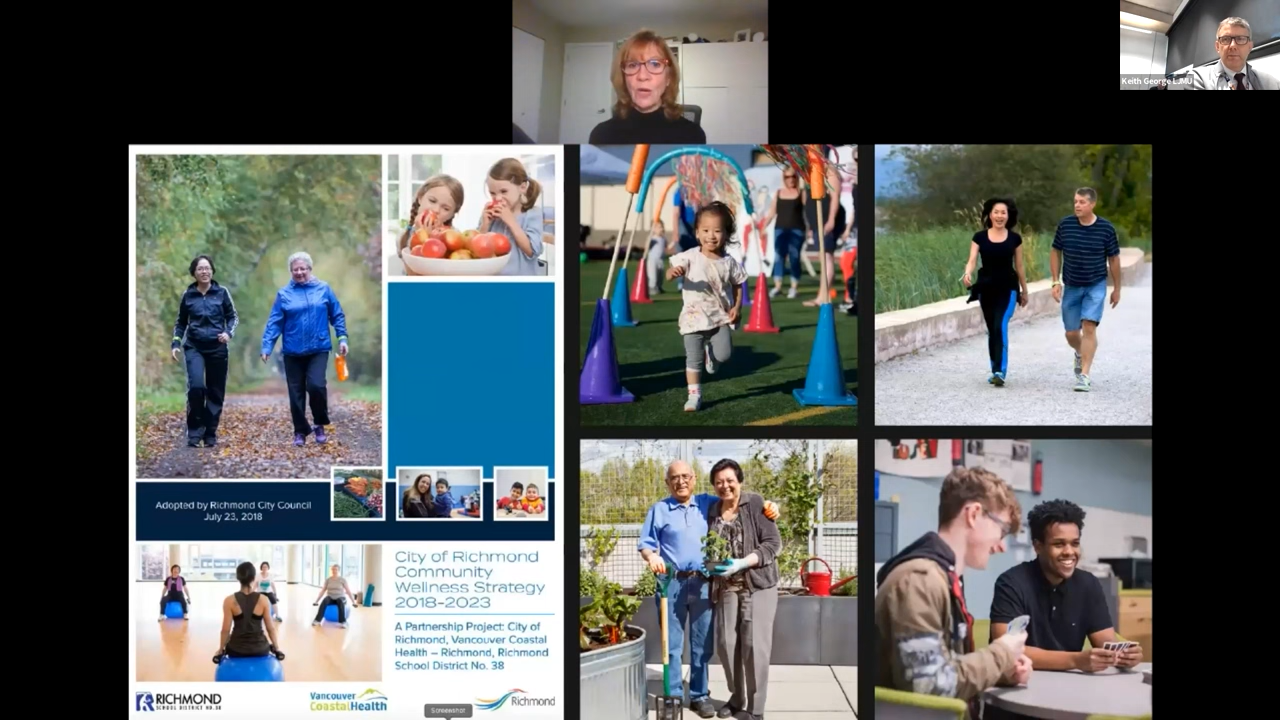 Keith George LJMU
Adopted by Richmond City Council
July 23, 2018
City of Richmond
Community
Wellness Strategy
2018-2023
A Partnership Project: City of
Richmond, Vancouver Coastal
Health – Richmond, Richmond
School District No. 38
RICHMOND
SCHOOL DISTRICT NO.38
Vancouver
CoastalHealth
Richmond
Screenshot